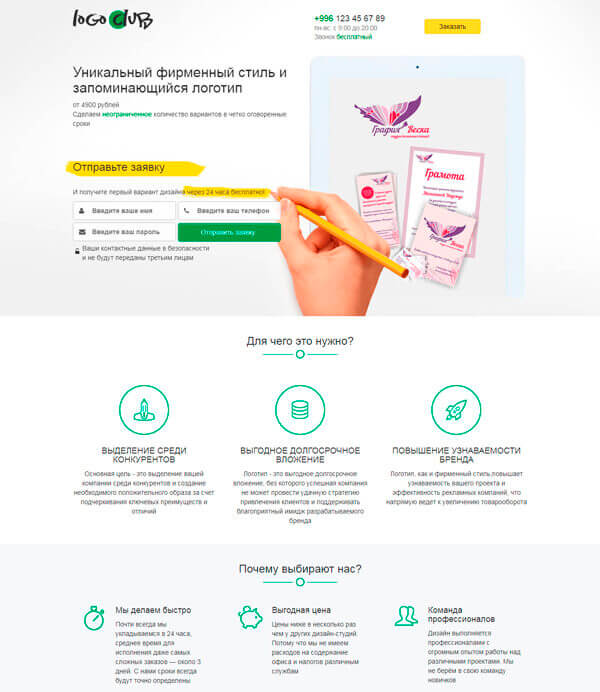 logo CLUB
+996 123 45 67 89
пн-вс: с 9:00 до 20:00
Звонок бесплатный
Заказать
Уникальный фирменный стиль и
запоминающийся логотип
от 4900 рублей
Сделаем неограниченное количество вариантов в четко оговоренные
сроки
Отправьте заявку
И получите первый вариант дизайна через 24 часа бесплатно!
Введите ваше имя
Введите ваш телефон
Введите ваш пароль
Отправить заявку
Ваши контактные данные в безопасности
и не будут переданы третьим лицам
Графия Весна
Грамота
Графия Весна
Для чего это нужно?
ВЫДЕЛЕНИЕ СРЕДИ
КОНКУРЕНТОВ
Основная цель - это выделение вашей
компании среди конкурентов и создание
необходимого положительного образа за счет
подчеркивания ключевых преимуществ и
отличий
ВЫГОДНОЕ ДОЛГОСРОЧНОЕ
ВЛОЖЕНИЕ
Логотип - это выгодное долгосрочное
вложение, без которого успешная компания
не может провести удачную стратегию
привлечения клиентов и поддерживать
благоприятный имидж разрабатываемого
бренда
ПОВЫШЕНИЕ УЗНАВАЕМОСТИ
БРЕНДА
Логотип, как и фирменный стиль повышает
узнаваемость вашего проекта и
эффективность рекламных компаний, что
напрямую ведет к увеличению товарооборота
Почему выбирают нас?
Мы делаем быстро
Почти всегда мы
укладываемся в 24 часа,
среднее время для
исполнения даже самых
сложных заказов — около 3
дней. С нами сроки всегда
будут точно определены
Выгодная цена
Цены ниже в несколько раз
чем у других дизайн-студий.
Потому что мы не имеем
расходов на содержание
офиса и налогов различным
службам
Команда
профессионалов
Дизайн выполняется
профессионалами с
огромным опытом работы над
различными проектами. Мы
не берём в свою команду
новичков